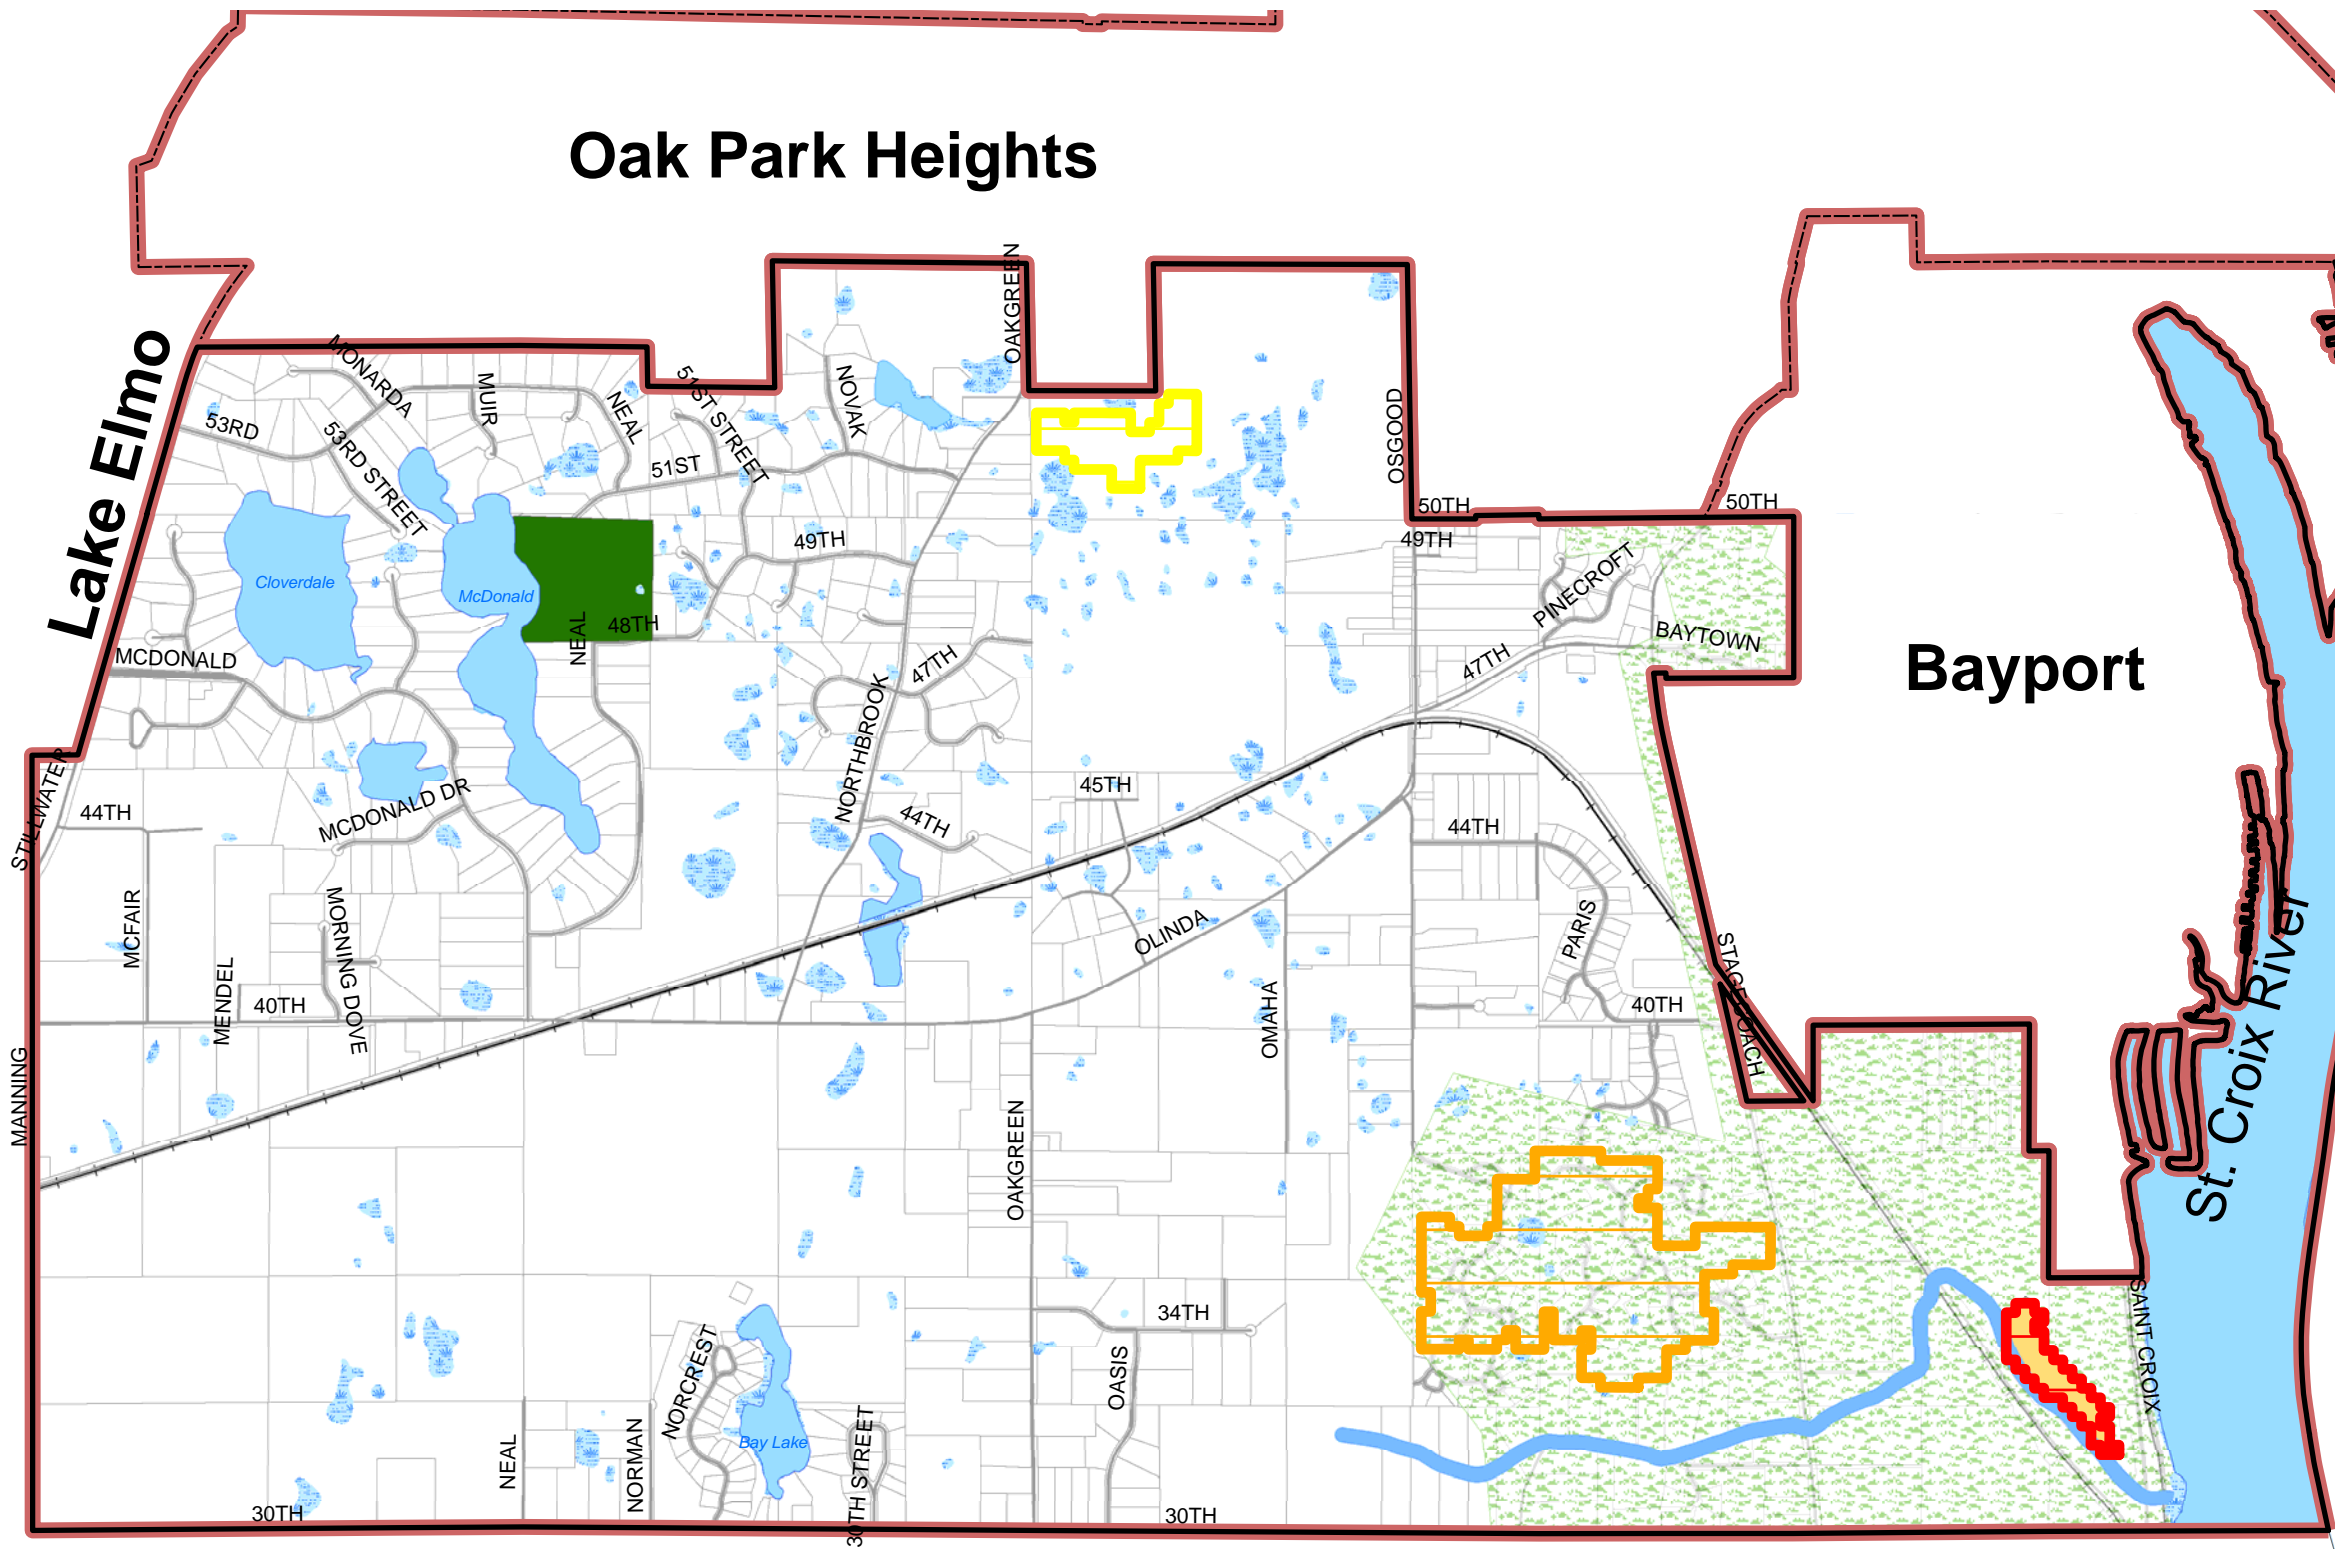 Oak Park Heights
Lake Elmo
Bayport
St. Croix River
OAKGREEN
MONARDA
MUIR
NEAL
51ST STREET
NOVAK
53RD
53RD STREET
51ST
OSGOOD
50TH
50TH
49TH
49TH
Cloverdale
McDonald
NEAL
48TH
PINECROFT
BAYTOWN
MCDONALD
47TH
47TH
NORTHBROOK
STILLWATER
44TH
MCDONALD DR
44TH
45TH
44TH
MCFAIR
MENDEL
MORNING DOVE
40TH
OLINDA
OMAHA
PARIS
40TH
STAGECOACH
MANNING
OAKGREEN
34TH
OASIS
SAINT CROIX
NORCREST
Bay Lake
NEAL
NORMAN
30TH STREET
30TH
30TH